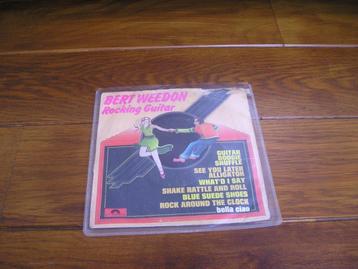 BERT WEEDON
Rocking Guitar
GUITAR
BOOGIE
SHUFFLE
SEE YOU LATER
ALLIGATOR
WHAT'D I SAY
SHAKE RATTLE AND ROLL
BLUE SUEDE SHOES
ROCK AROUND THE CLOCK
bella ciao